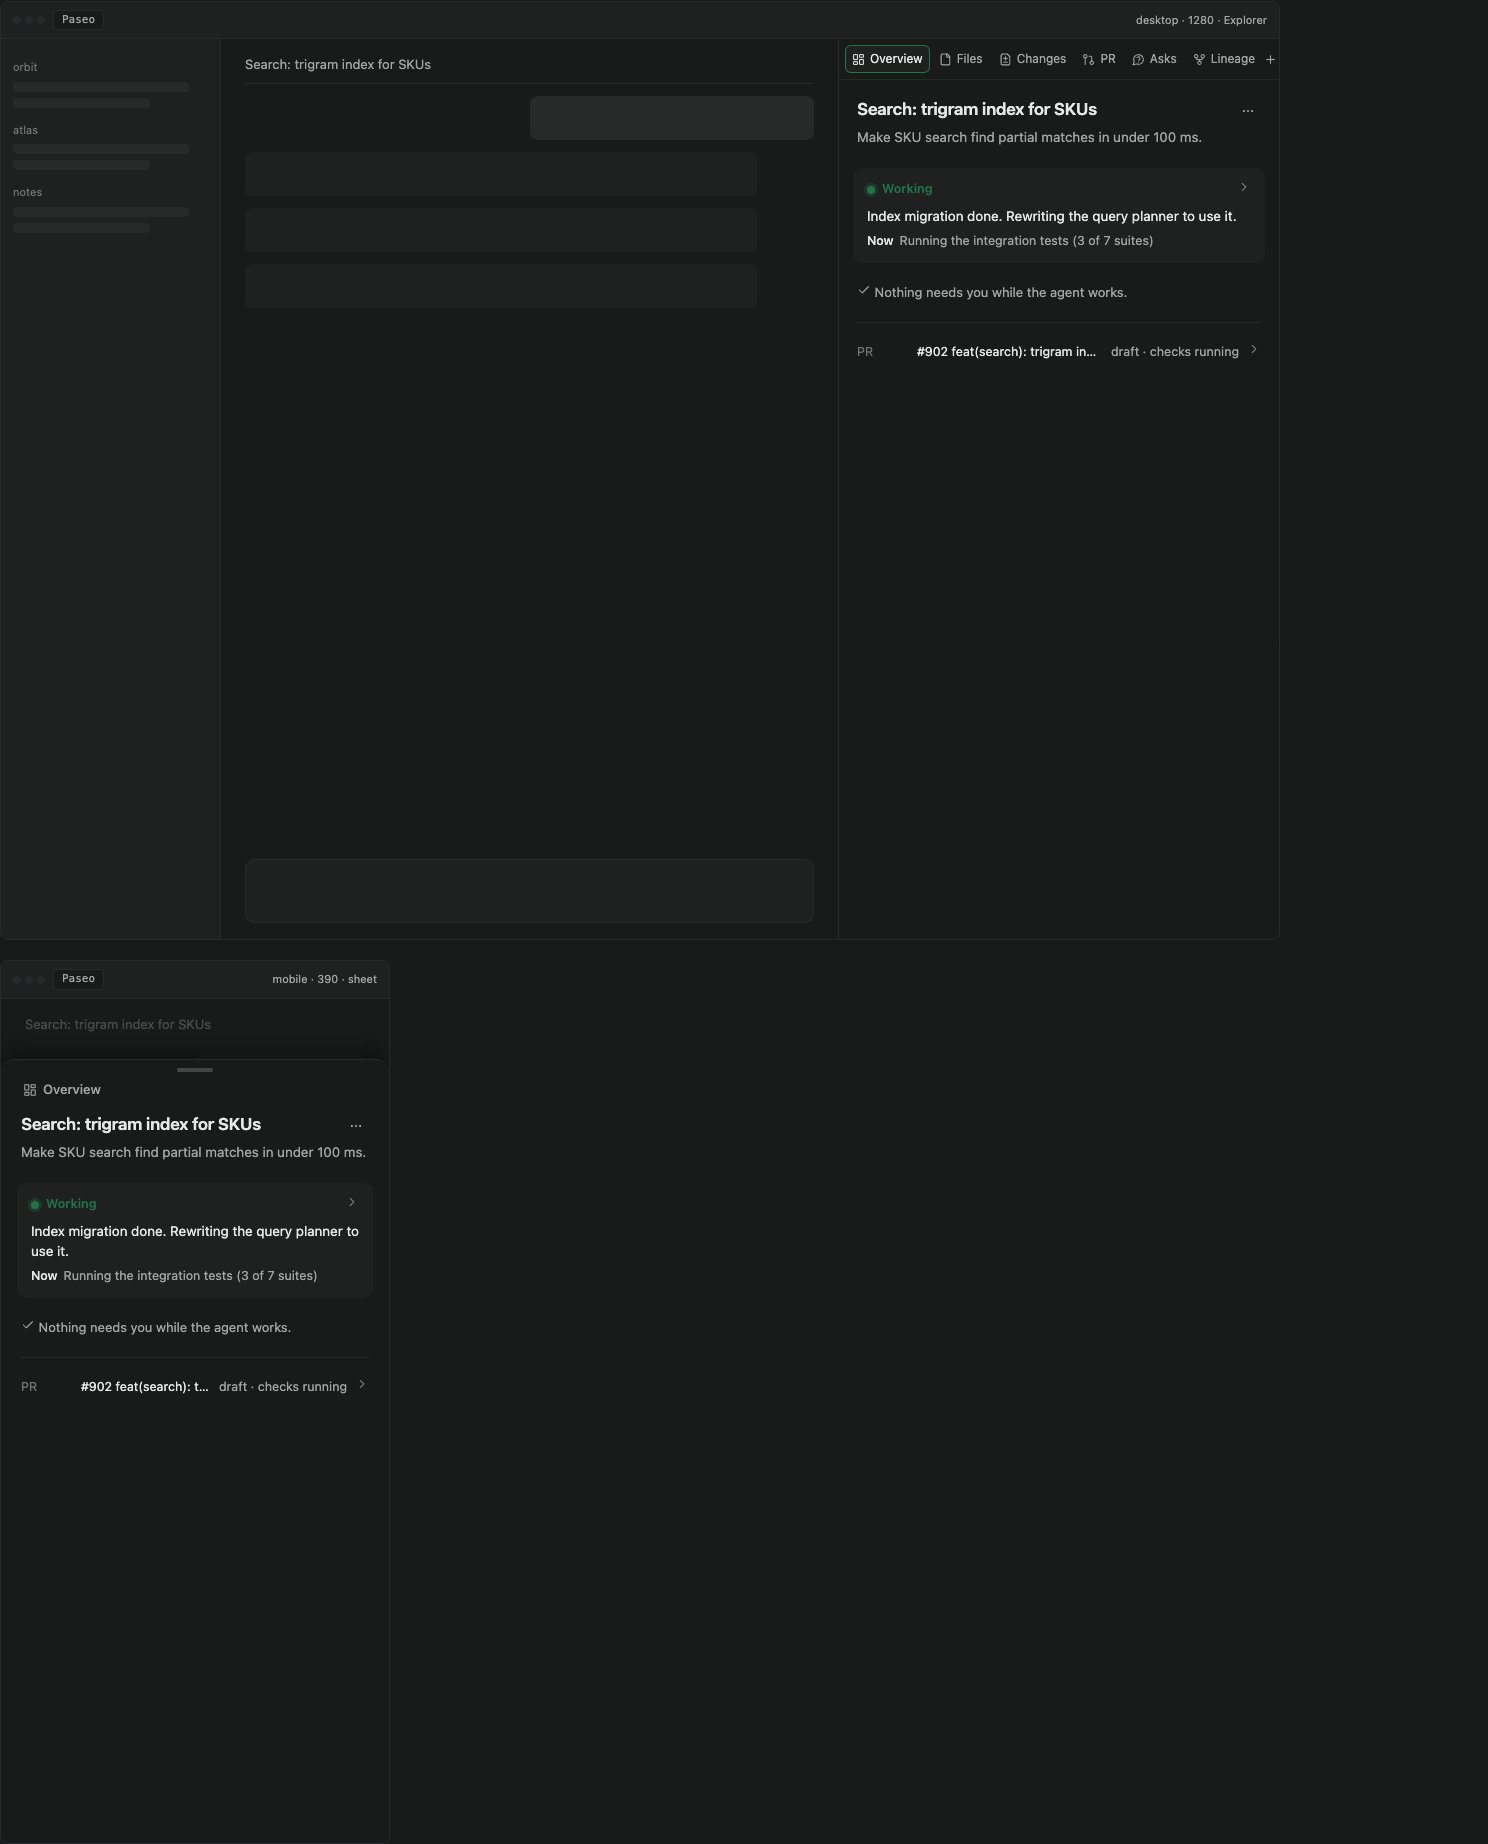 Paseo
desktop · 1280 · Explorer
orbit
atlas
notes
Search: trigram index for SKUs
Overview
Files
Changes
PR
Asks
Lineage
+
Search: trigram index for SKUs
...
Make SKU search find partial matches in under 100 ms.
Working
Index migration done. Rewriting the query planner to use it.
Now Running the integration tests (3 of 7 suites)
Nothing needs you while the agent works.
PR #902 feat(search): trigram in... draft · checks running
Paseo
mobile · 390 · sheet
Search: trigram index for SKUs
Overview
Search: trigram index for SKUs
...
Make SKU search find partial matches in under 100 ms.
Working
Index migration done. Rewriting the query planner to
use it.
Now Running the integration tests (3 of 7 suites)
Nothing needs you while the agent works.
PR #902 feat(search): t... draft · checks running